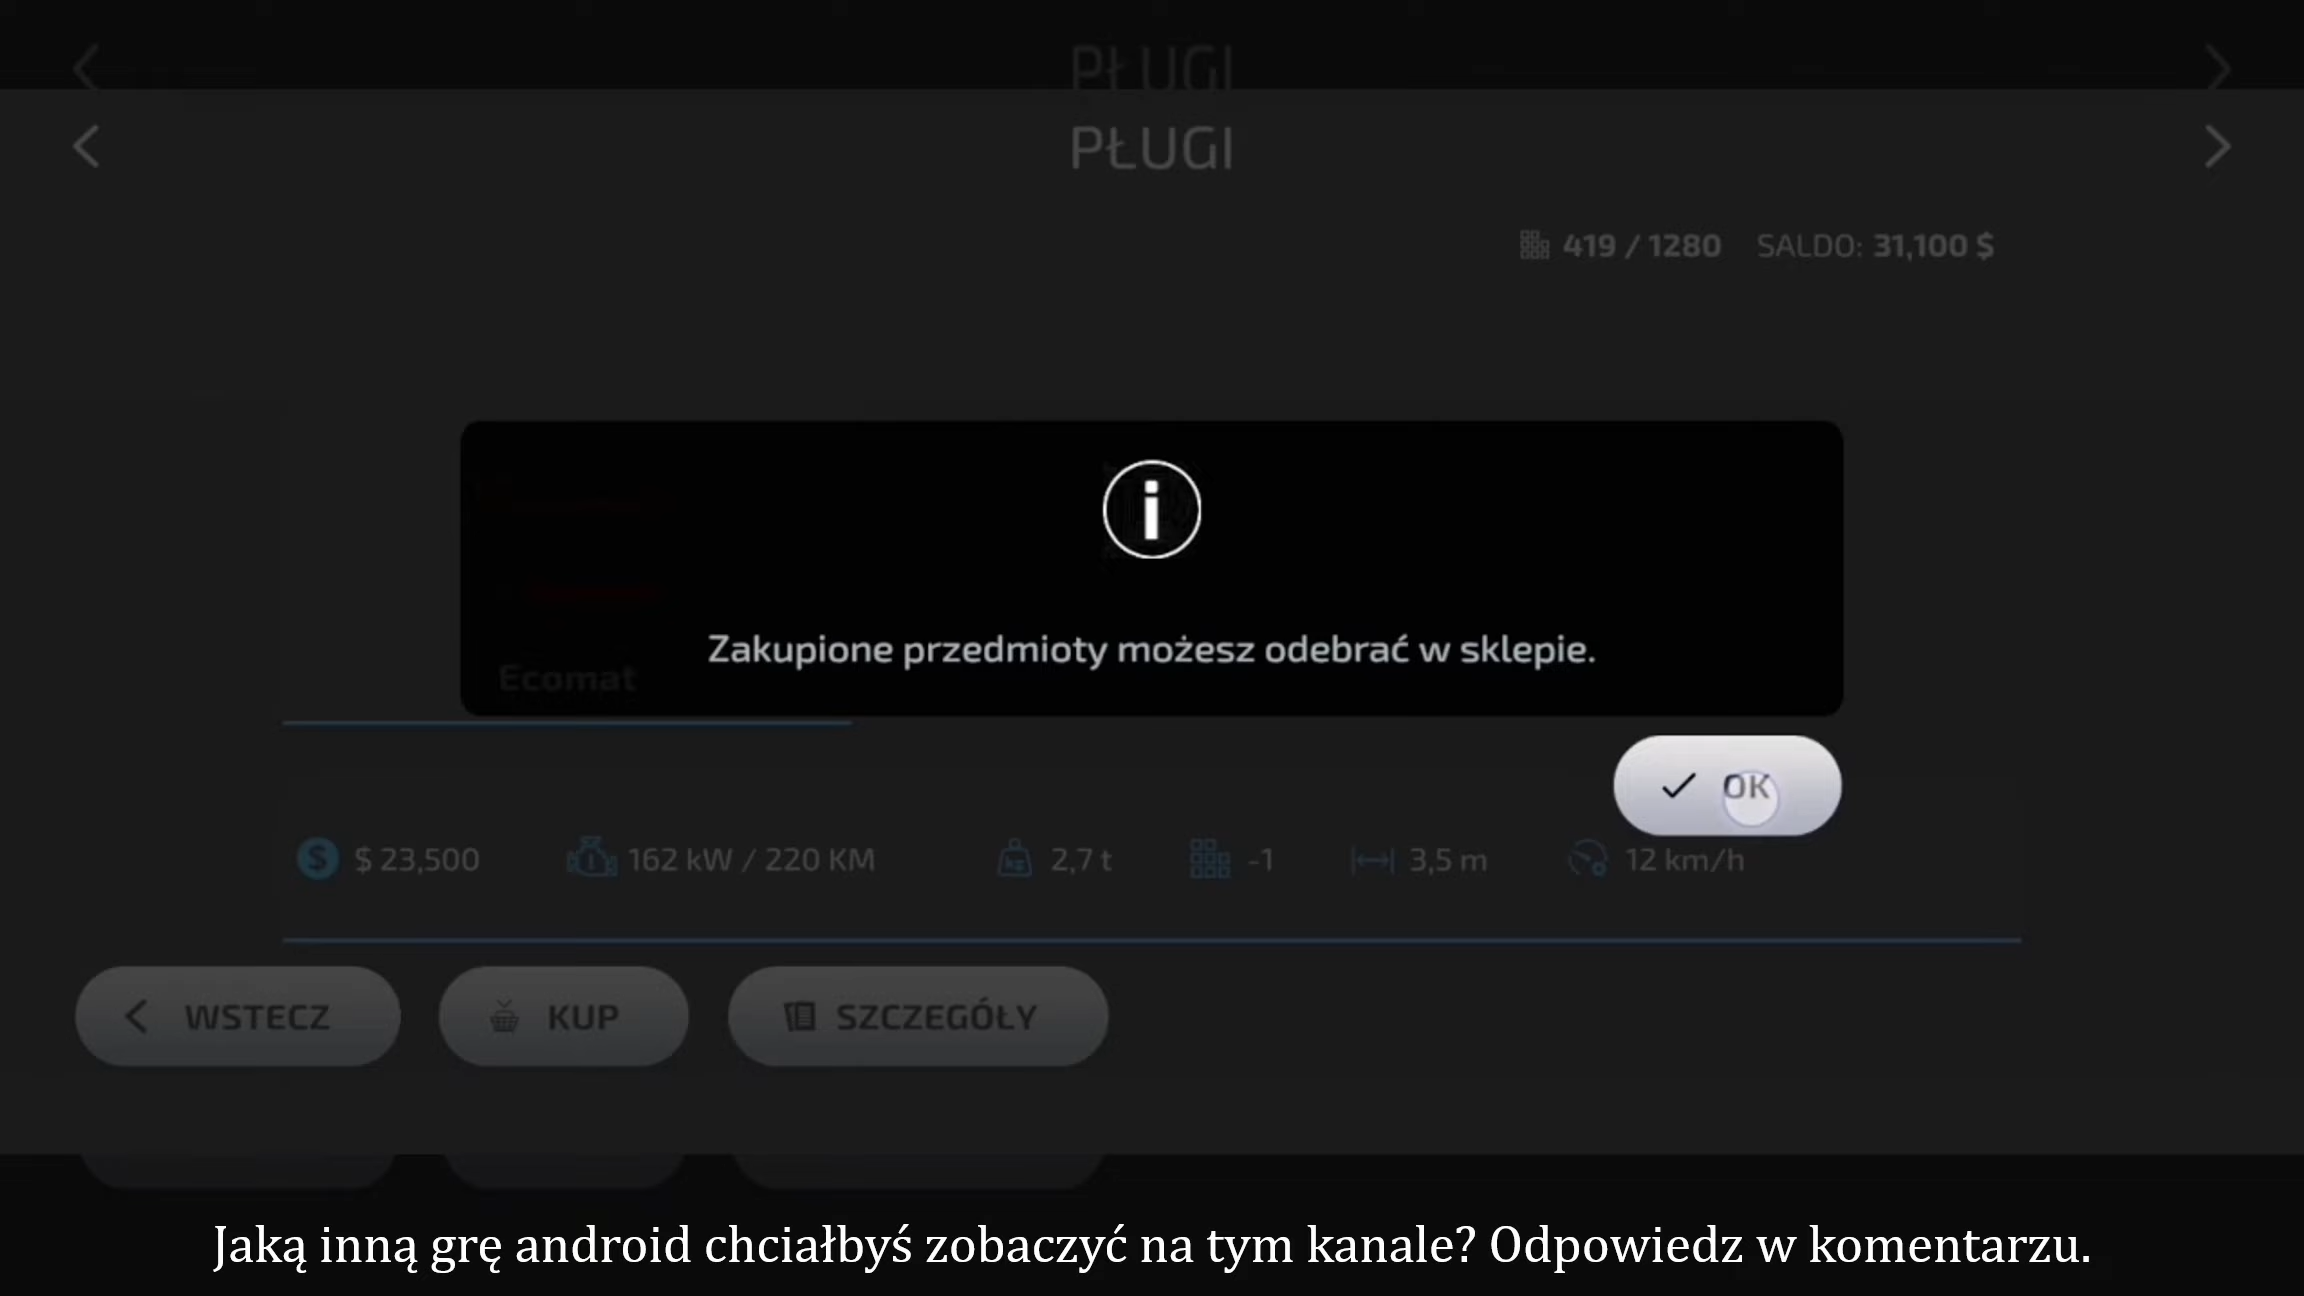 PŁUGI
PŁUGI
419 / 1280 SALDO: 31,100 $
Zakupione przedmioty możesz odebrać w sklepie.
Ecomat
OK
$ 23,500 162 kW / 220 KM 2,7 t -1 3,5 m 12 km/h
WSTECZ KUP SZCZEGÓŁY
Jaką inną grę android chciałbyś zobaczyć na tym kanale? Odpowiedz w komentarzu.